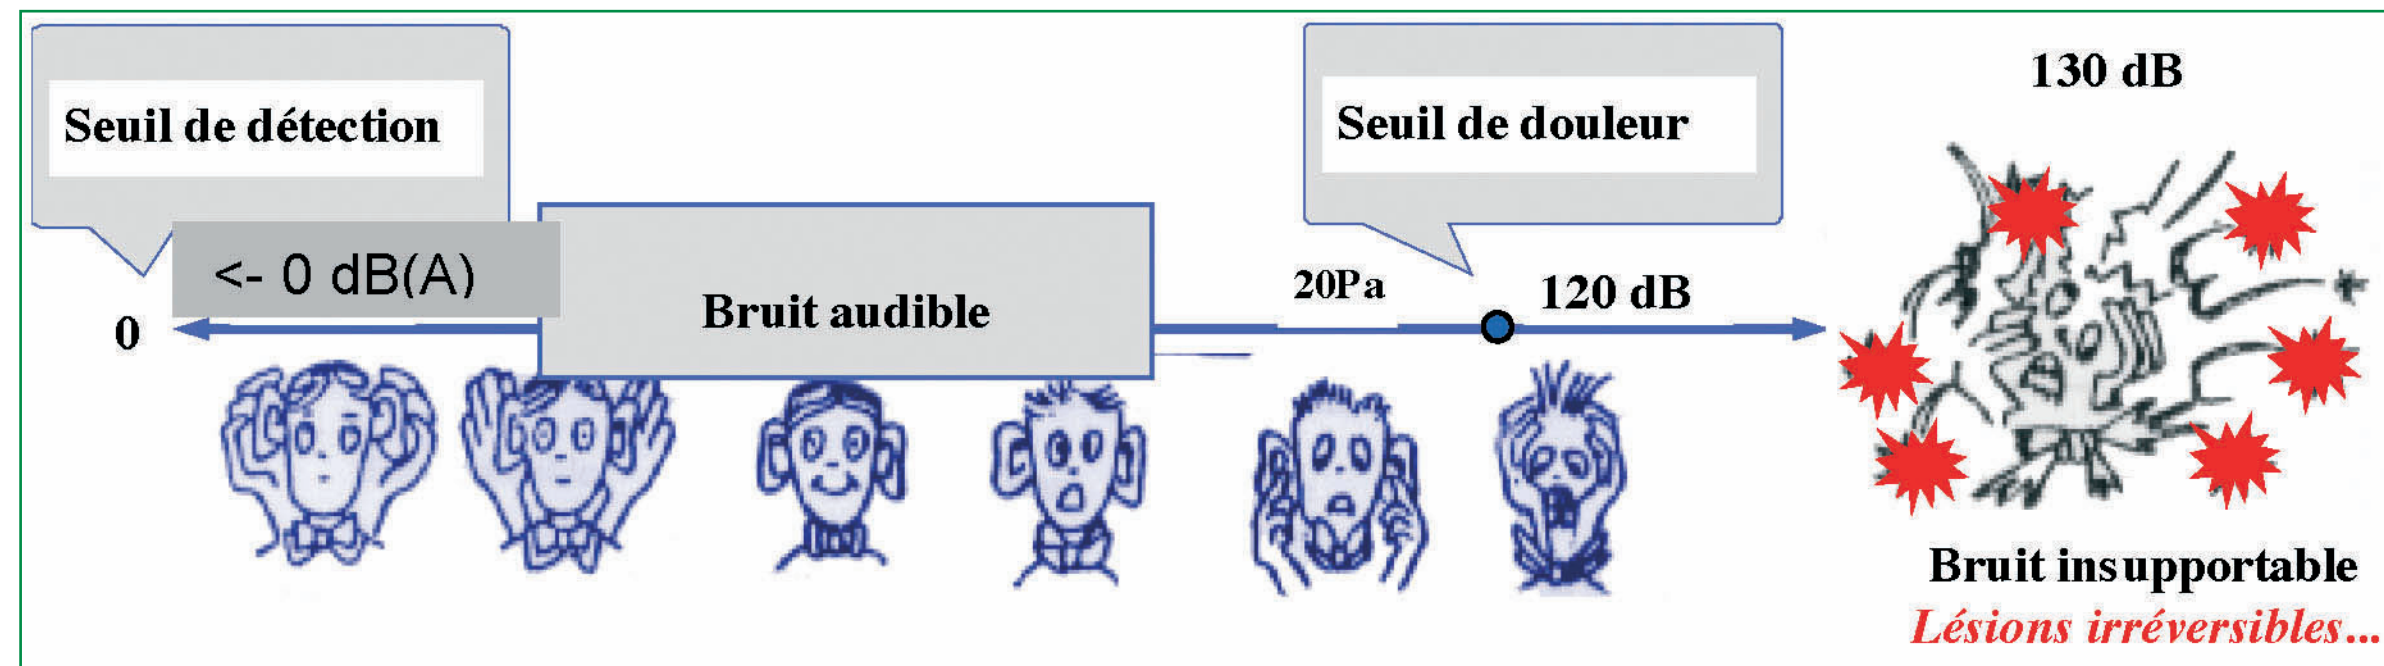 Seuil de détection
<- 0 dB(A)
0
Bruit audible
Seuil de douleur
20Pa
120 dB
130 dB
Bruit insupportable
Lésions irréversibles...